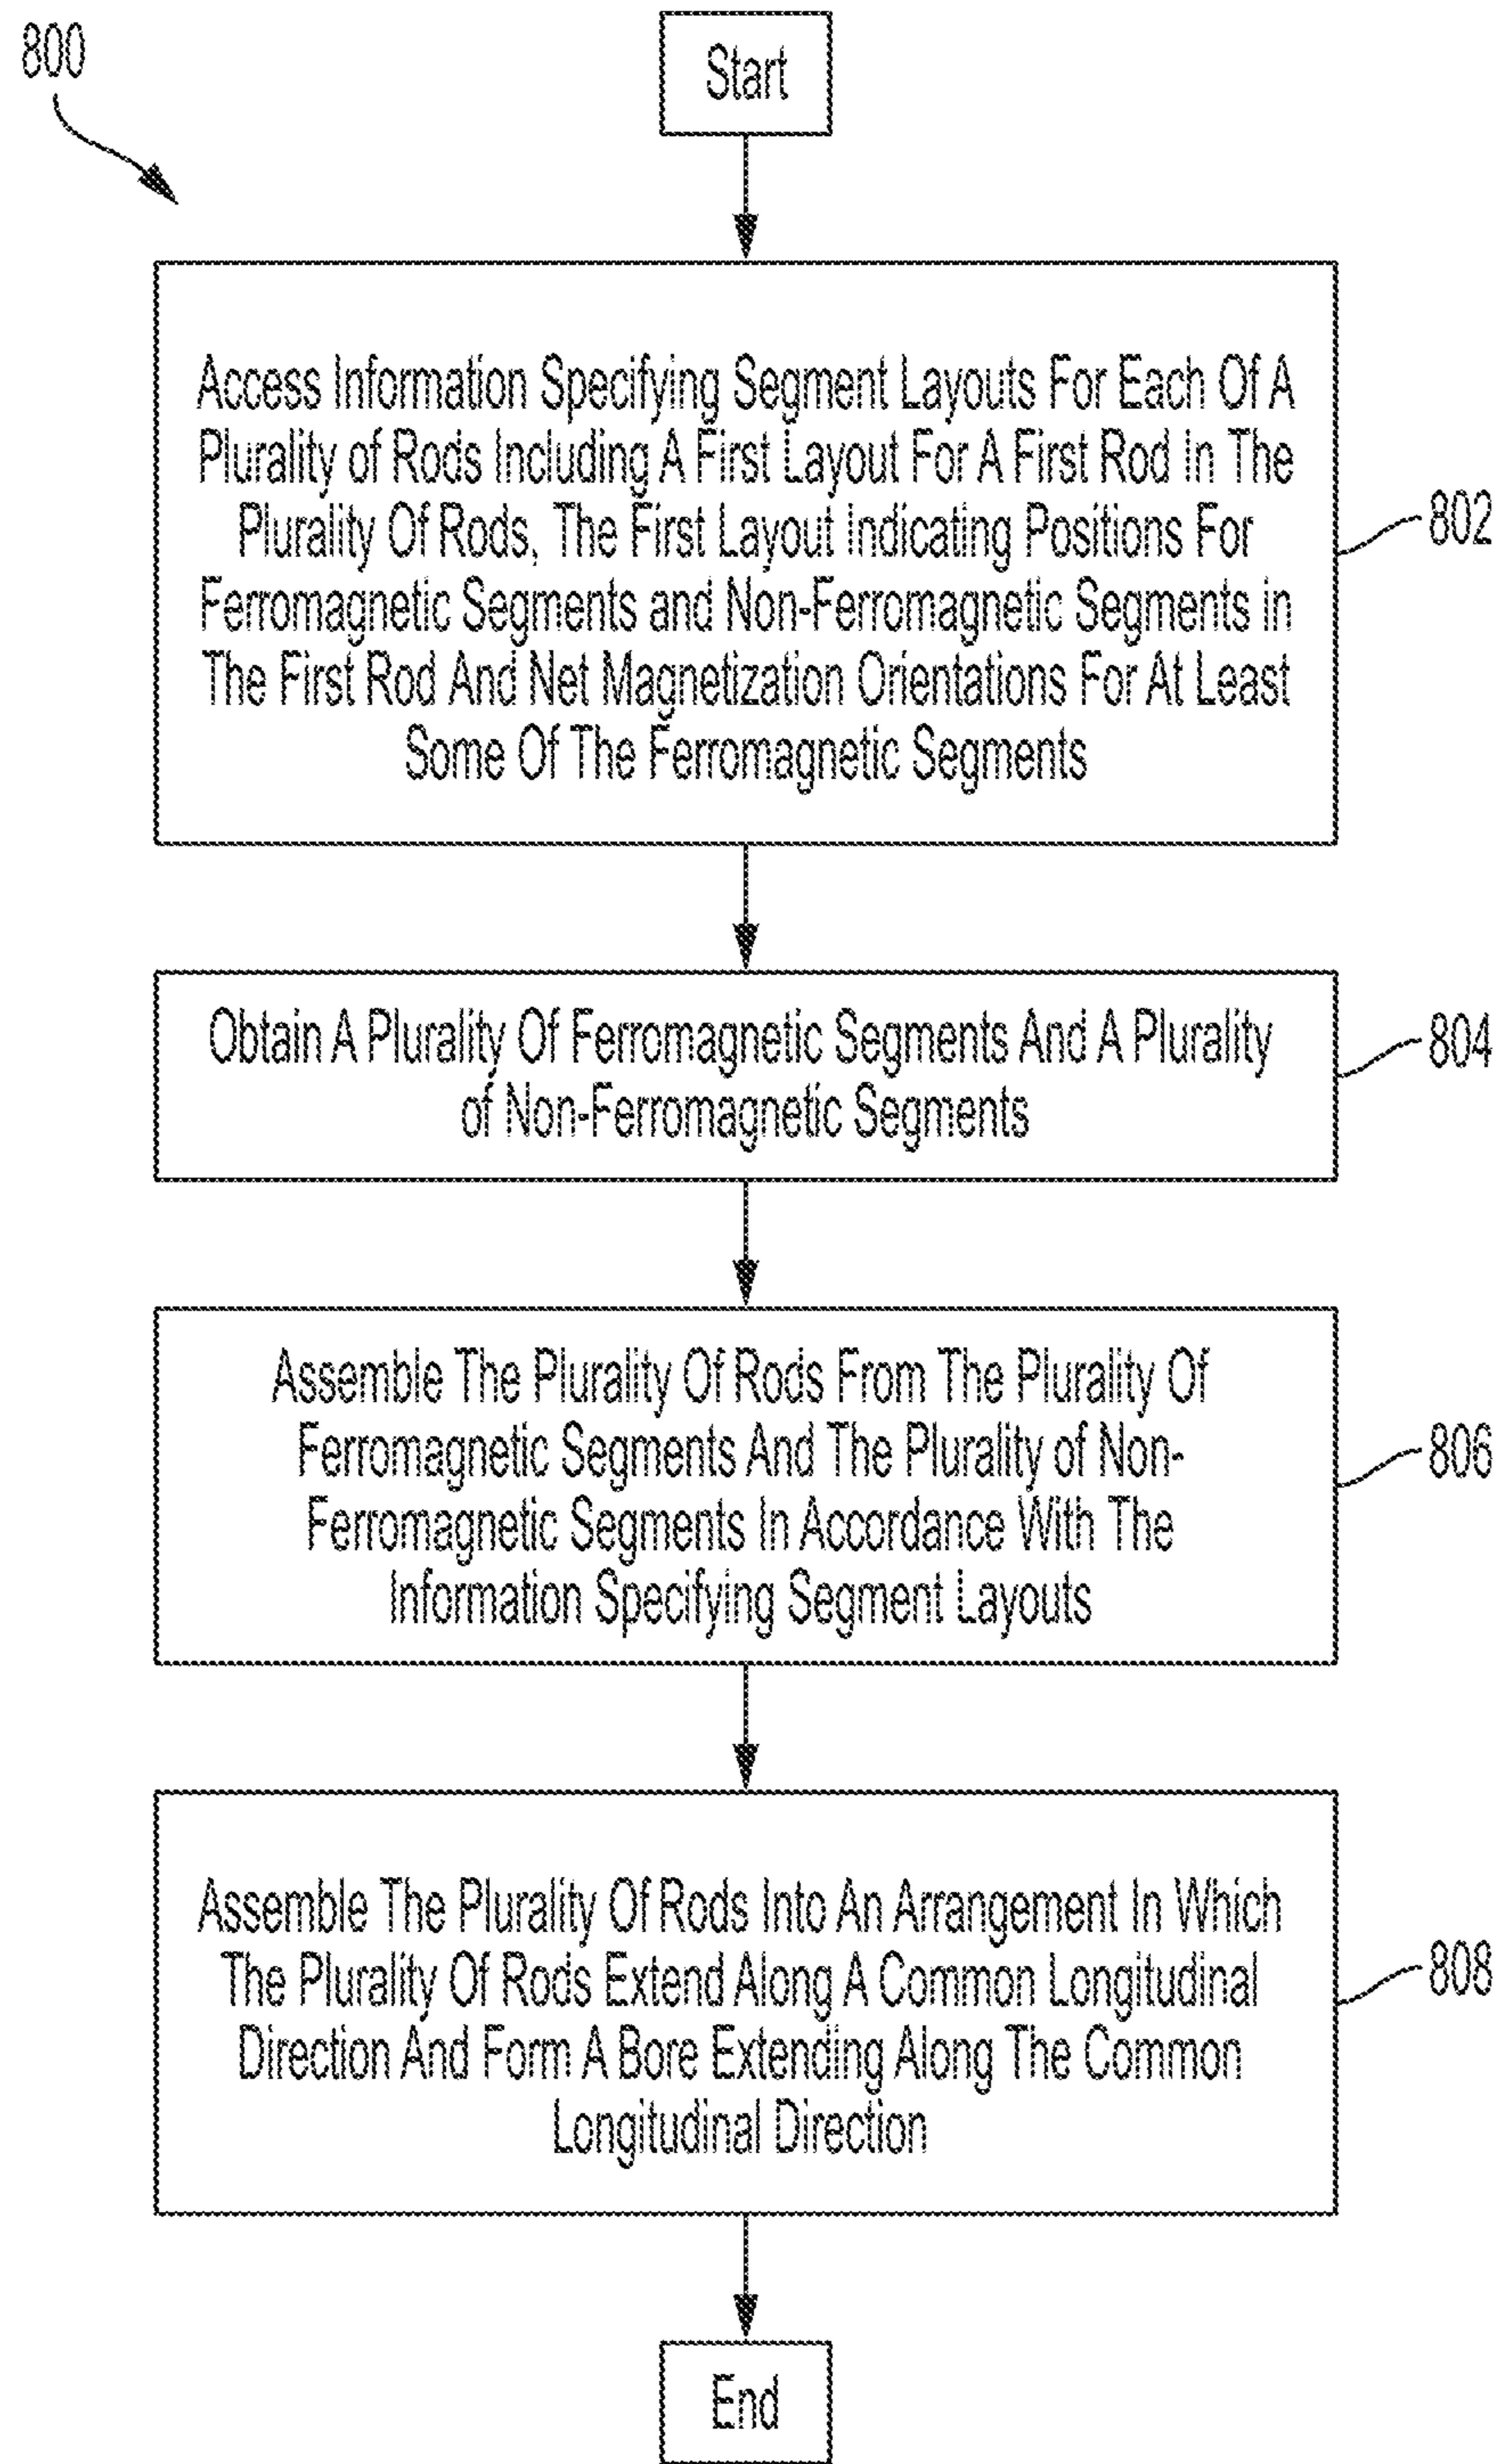 800
Start
Access Information Specifying Segment Layouts For Each Of A
Plurality of Rods Including A First Layout For A First Rod In The
Plurality Of Rods, The First Layout Indicating Positions For
Ferromagnetic Segments and Non-Ferromagnetic Segments in
The First Rod And Net Magnetization Orientations For At Least
Some Of The Ferromagnetic Segments
802
Obtain A Plurality Of Ferromagnetic Segments And A Plurality
of Non-Ferromagnetic Segments
804
Assemble The Plurality Of Rods From The Plurality Of
Ferromagnetic Segments And The Plurality of Non-
Ferromagnetic Segments In Accordance With The
Information Specifying Segment Layouts
806
Assemble The Plurality Of Rods Into An Arrangement In Which
The Plurality Of Rods Extend Along A Common Longitudinal
Direction And Form A Bore Extending Along The Common
Longitudinal Direction
808
End